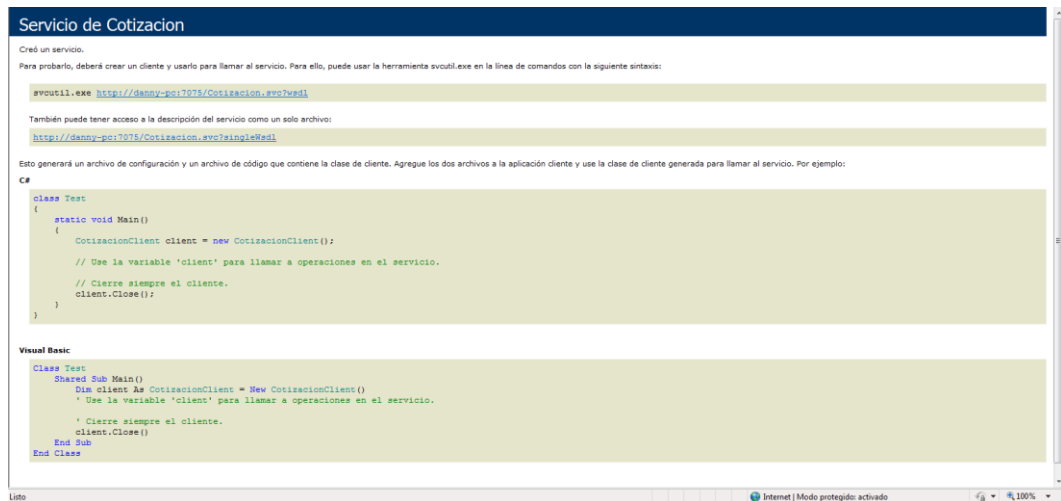 Servicio de Cotizacion
Creó un servicio.
Para probarlo, deberá crear un cliente y usarlo para llamar al servicio. Para ello, puede usar la herramienta svcutil.exe en la línea de comandos con la siguiente sintaxis:
svcutil.exe http://danny-pc:7075/Cotizacion.svc?wsdl
También puede tener acceso a la descripción del servicio como un solo archivo:
http://danny-pc:7075/Cotizacion.svc?singleWsdl
Esto generará un archivo de configuración y un archivo de código que contiene la clase de cliente. Agregue los dos archivos a la aplicación cliente y use la clase de cliente generada para llamar al servicio. Por ejemplo:
C#
class Test
{
static void Main()
{
CotizacionClient client = new CotizacionClient();
// Use la variable 'client' para llamar a operaciones en el servicio.
// Cierre siempre el cliente.
client.Close();
}
}
Visual Basic
Class Test
Shared Sub Main()
Dim client As CotizacionClient = New CotizacionClient()
' Use la variable 'client' para llamar a operaciones en el servicio.
' Cierre siempre el cliente.
client.Close()
End Sub
End Class
Listo
Internet | Modo protegido: activado
100%